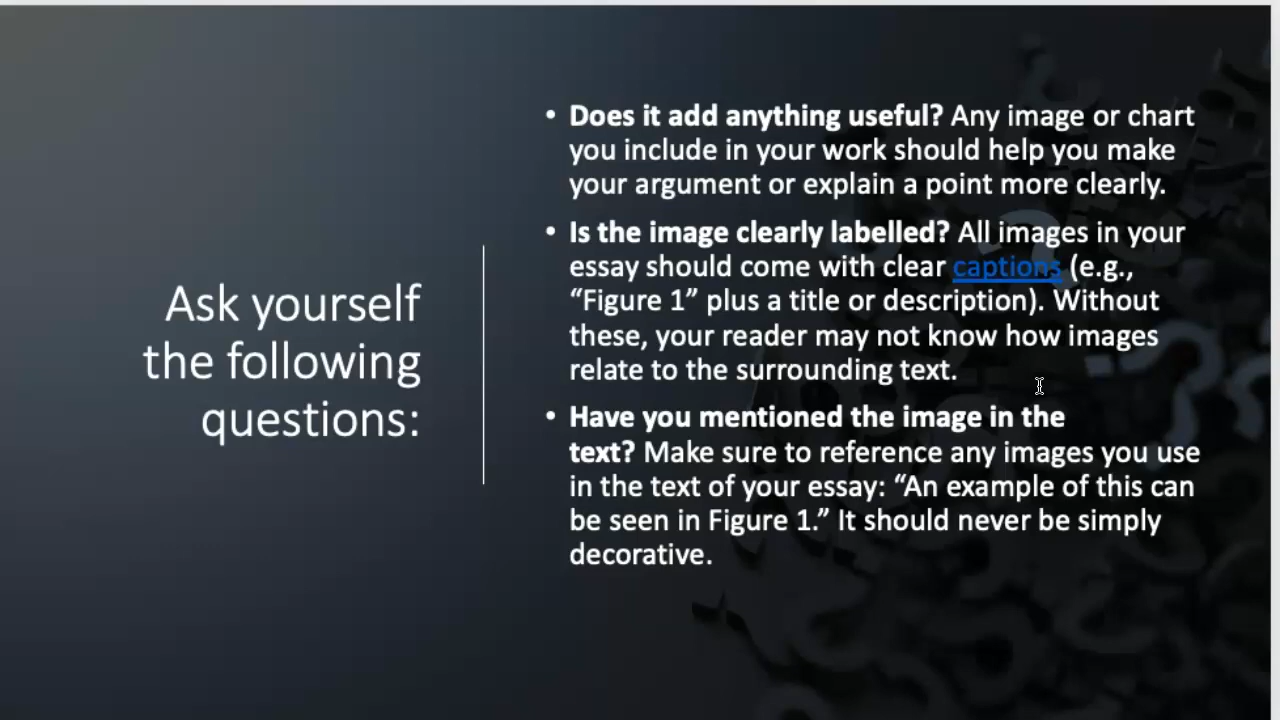 Ask yourself
the following
questions:
• Does it add anything useful? Any image or chart
you include in your work should help you make
your argument or explain a point more clearly.
• Is the image clearly labelled? All images in your
essay should come with clear captions (e.g.,
“Figure 1” plus a title or description). Without
these, your reader may not know how images
relate to the surrounding text.
• Have you mentioned the image in the
text? Make sure to reference any images you use
in the text of your essay: “An example of this can
be seen in Figure 1.” It should never be simply
decorative.